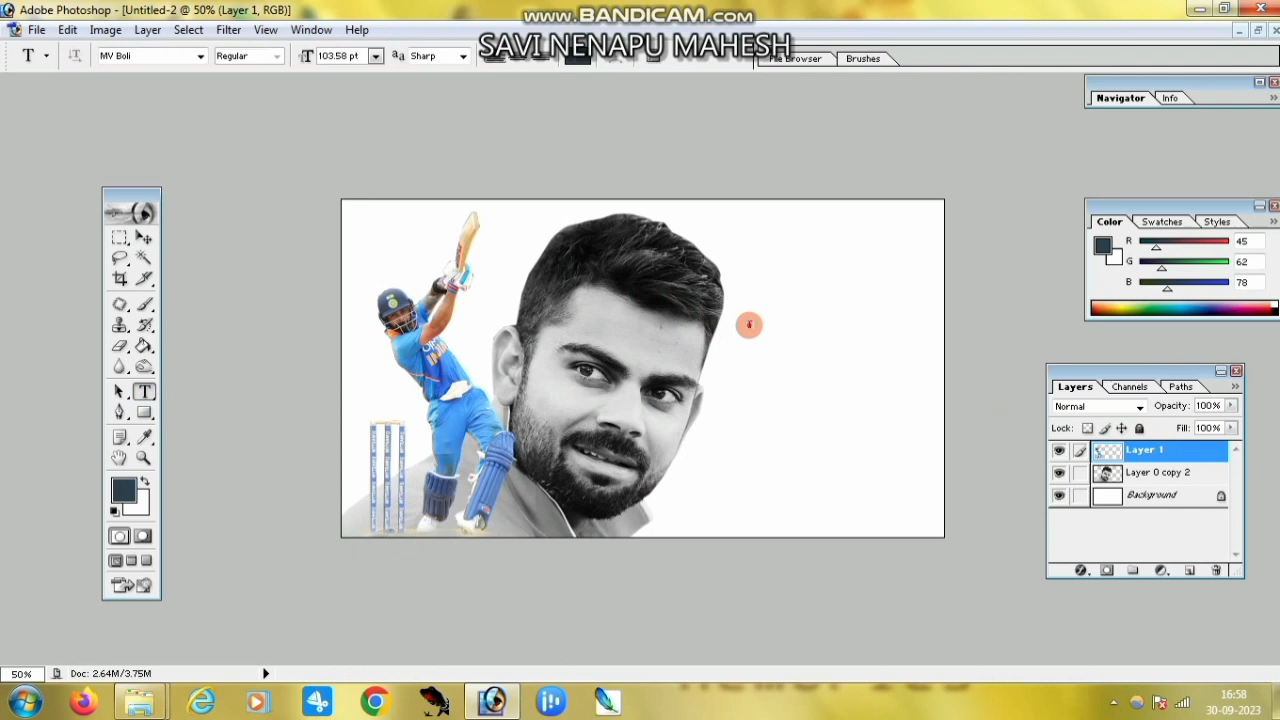 Adobe Photoshop - [Untitled-2 @ 50% (Layer 1, RGB)]
www.BANDICAM.com
File Edit Image Layer Select Filter View Window Help
SAVI NENAPU MAHESH
T MV Boli Regular 103.58 pt aa Sharp File Browser Brushes
Navigator Info
Color Swatches Styles
R 45
G 62
B 78
Layers Channels Paths
Normal Opacity: 100%
Lock: Fill: 100%
Layer 1
Layer 0 copy 2
Background
50% Doc: 2.64M/3.75M
16:58
30-09-2023